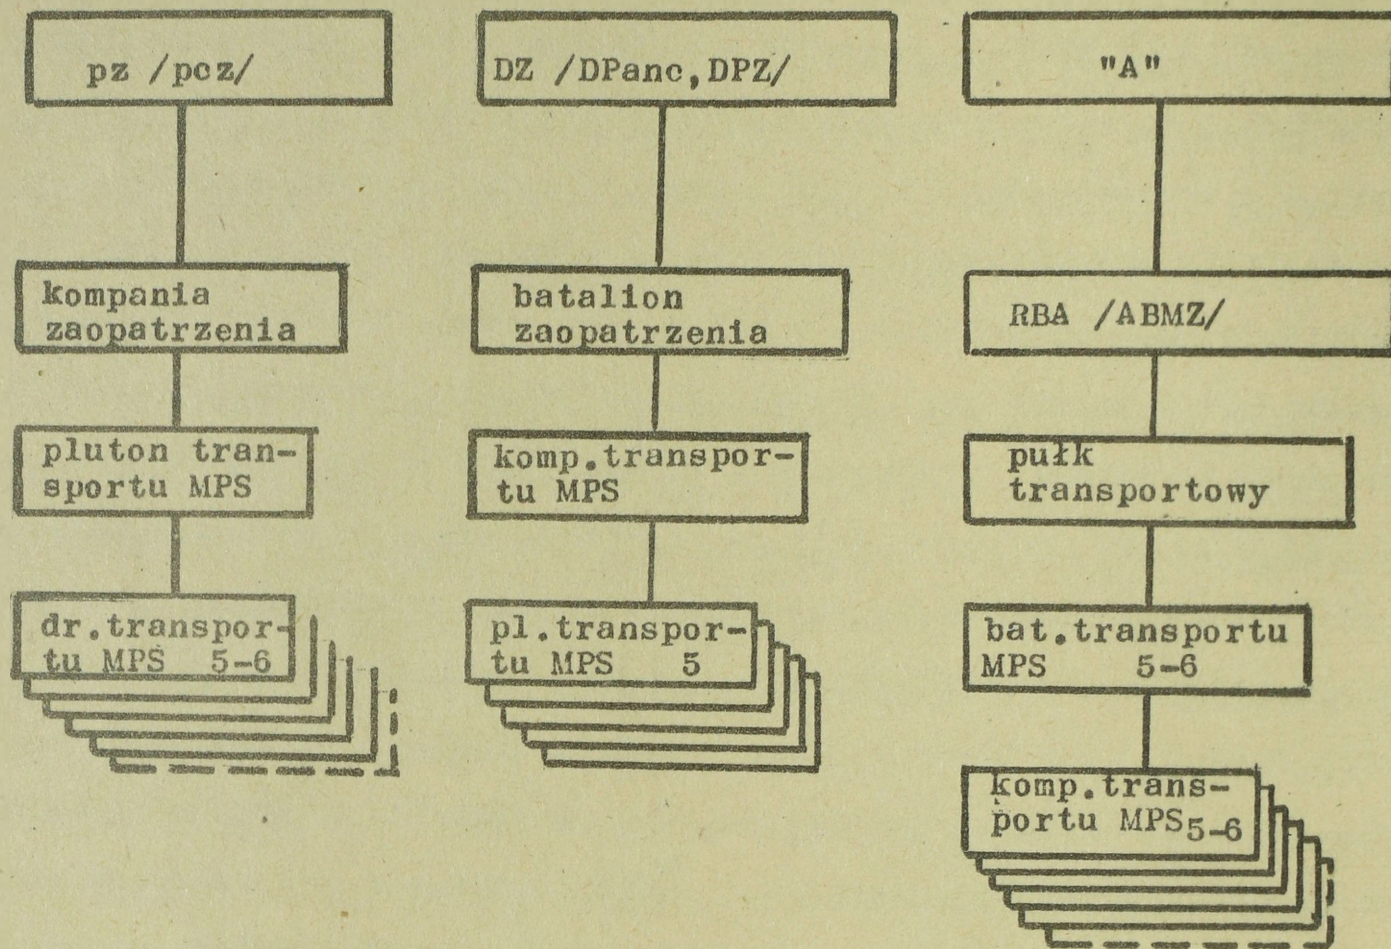 pz /pcz/
kompania
zaopatrzenia
pluton tran-
sportu MPS
dr.transpor-
tu MPS 5-6
DZ /DPanc,DPZ/
batalion
zaopatrzenia
komp.transpor-
tu MPS
pl.transpor-
tu MPS 5
"A"
RBA /ABMZ/
pułk
transportowy
bat.transportu
MPS 5-6
komp.trans-
portu MPS 5-6